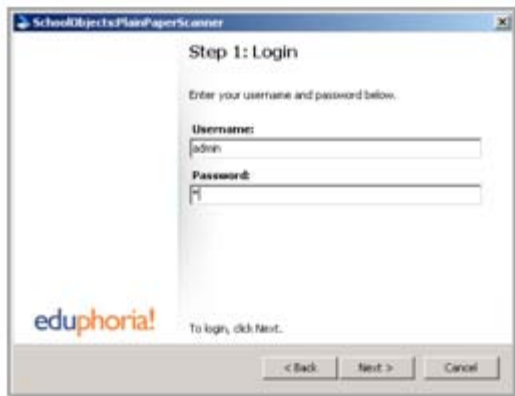 SchoolObjects:PlainPaperScanner
Step 1: Login
Enter your username and password below.
Username:
admin
Password:
*
eduphoria!
To login, click Next.
< Back Next > Cancel